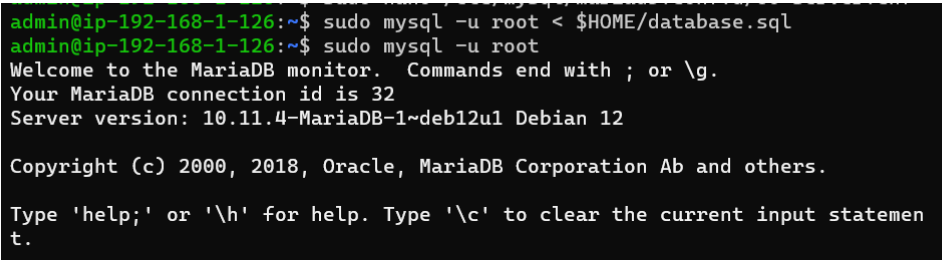 admin@ip-192-168-1-126:~$ sudo mysql -u root < $HOME/database.sql
admin@ip-192-168-1-126:~$ sudo mysql -u root
Welcome to the MariaDB monitor.  Commands end with ; or \g.
Your MariaDB connection id is 32
Server version: 10.11.4-MariaDB-1~deb12u1 Debian 12
Copyright (c) 2000, 2018, Oracle, MariaDB Corporation Ab and others.
Type 'help;' or '\h' for help. Type '\c' to clear the current input statemen
t.